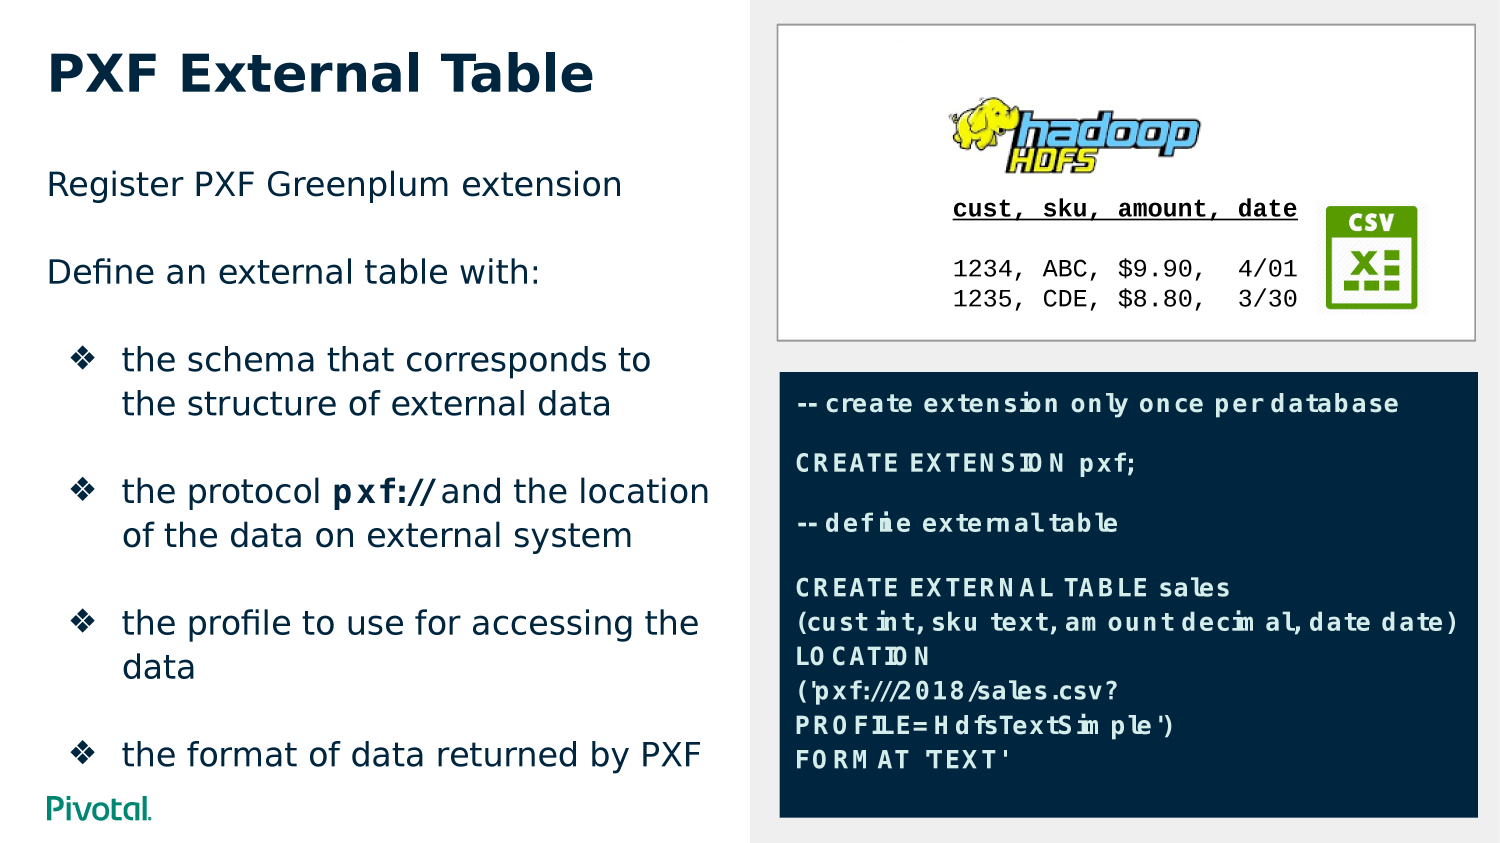 PXF External Table
Register PXF Greenplum extension
Define an external table with:
❖ the schema that corresponds to
the structure of external data
❖ the protocol pxf:// and the location
of the data on external system
❖ the profile to use for accessing the
data
❖ the format of data returned by PXF
Pivotal.
hadoop
HDFS
cust, sku, amount, date
1234, ABC, $9.90, 4/01
1235, CDE, $8.80, 3/30
CSV
X
-- create extension only once per database
CREATE EXTENSION pxf;
-- define external table
CREATE EXTERNAL TABLE sales
(cust int, sku text, amount decimal, date date)
LOCATION
('pxf:///2018/sales.csv?
PROFILE=HdfsTextSimple')
FORMAT 'TEXT'